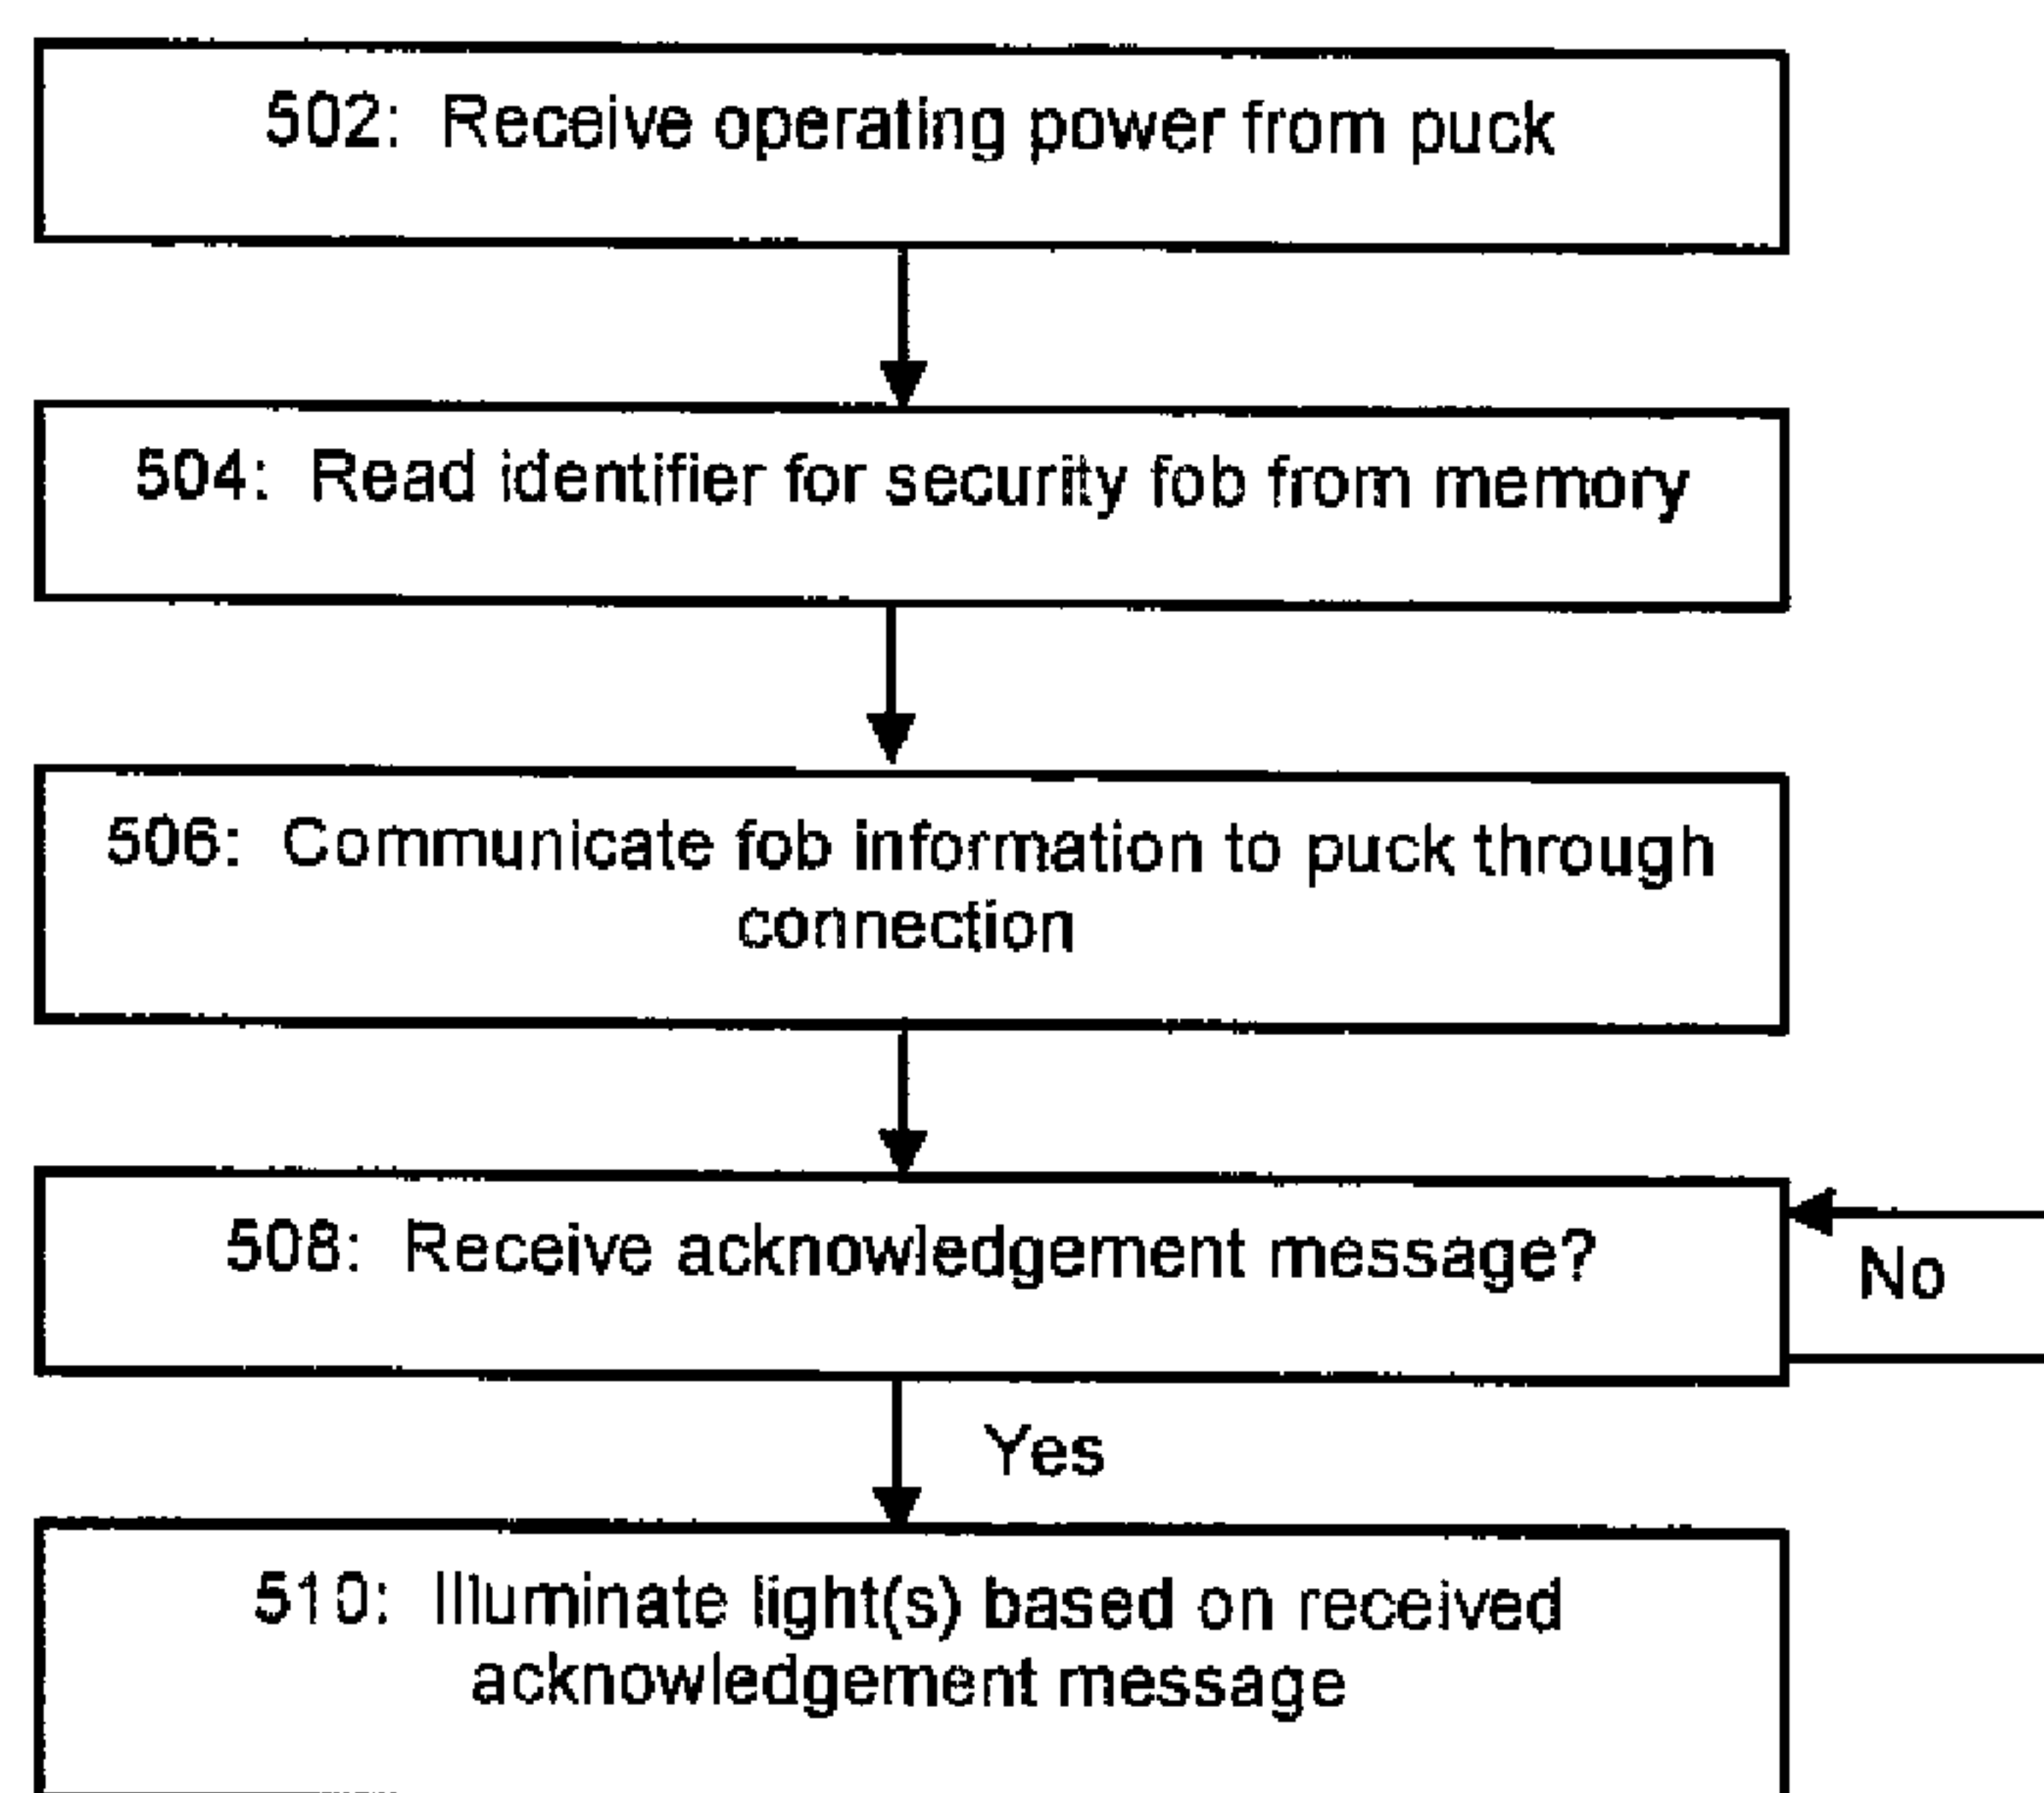 502: Receive operating power from puck
504: Read identifier for security fob from memory
506: Communicate fob information to puck through
connection
508: Receive acknowledgement message?
No
Yes
510: Illuminate light(s) based on received
acknowledgement message